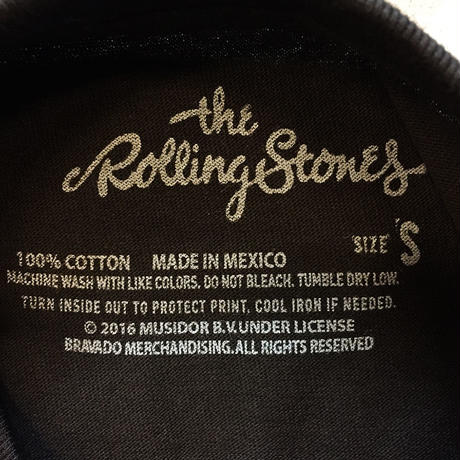 the
Rolling Stones
SIZE S
100% COTTON MADE IN MEXICO
MACHINE WASH WITH LIKE COLORS. DO NOT BLEACH. TUMBLE DRY LOW.
TURN INSIDE OUT TO PROTECT PRINT. COOL IRON IF NEEDED.
© 2016 MUSIDOR B.V. UNDER LICENSE
BRAVADO MERCHANDISING. ALL RIGHTS RESERVED